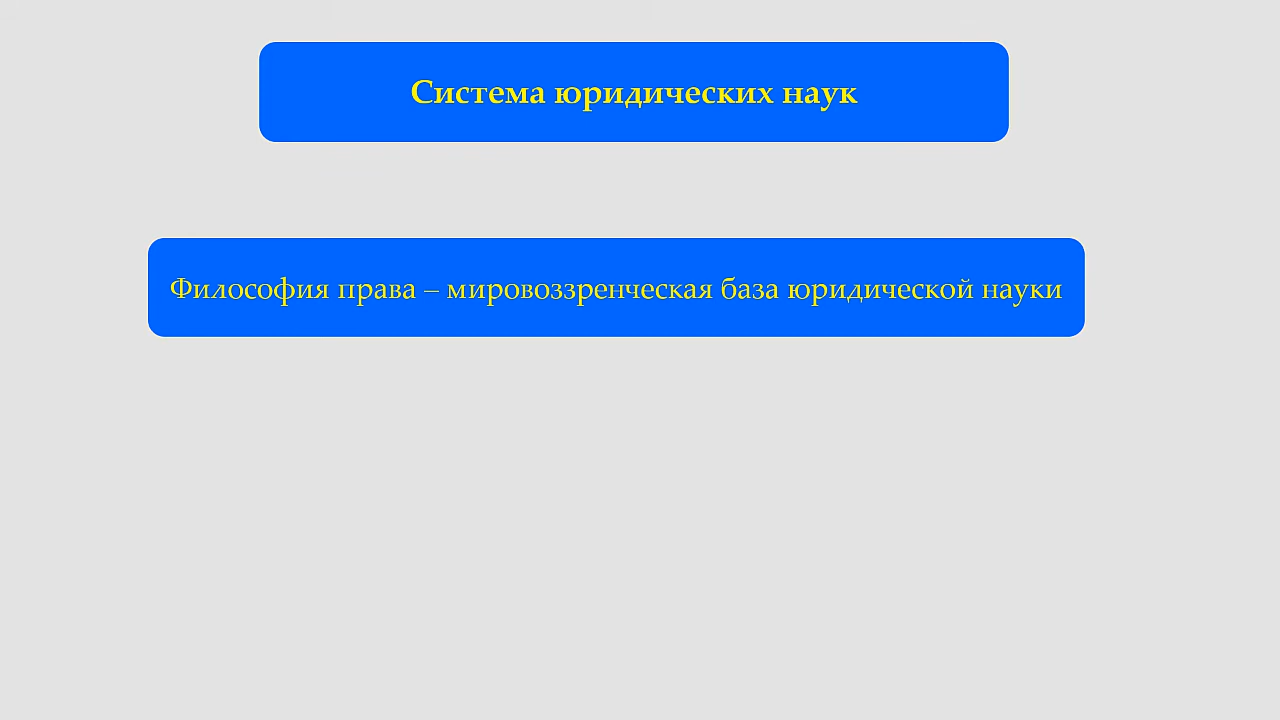 Система юридических наук
Философия права – мировоззренческая база юридической науки